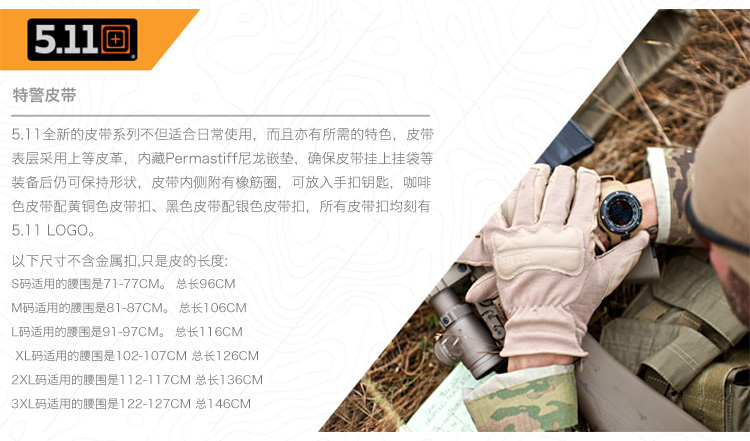 5.11
特警皮带
5.11全新的皮带系列不但适合日常使用，而且亦有所需的特色，皮带
表层采用上等皮革，内藏Permastiff尼龙嵌垫，确保皮带挂上挂袋等
装备后仍可保持形状，皮带内侧附有橡筋圈，可放入手扣钥匙，咖啡
色皮带配黄铜色皮带扣、黑色皮带配银色皮带扣，所有皮带扣均刻有
5.11 LOGO。
以下尺寸不含金属扣,只是皮的长度:
S码适用的腰围是71-77CM。 总长96CM
M码适用的腰围是81-87CM。 总长106CM
L码适用的腰围是91-97CM。 总长116CM
XL码适用的腰围是102-107CM 总长126CM
2XL码适用的腰围是112-117CM 总长136CM
3XL码适用的腰围是122-127CM 总146CM